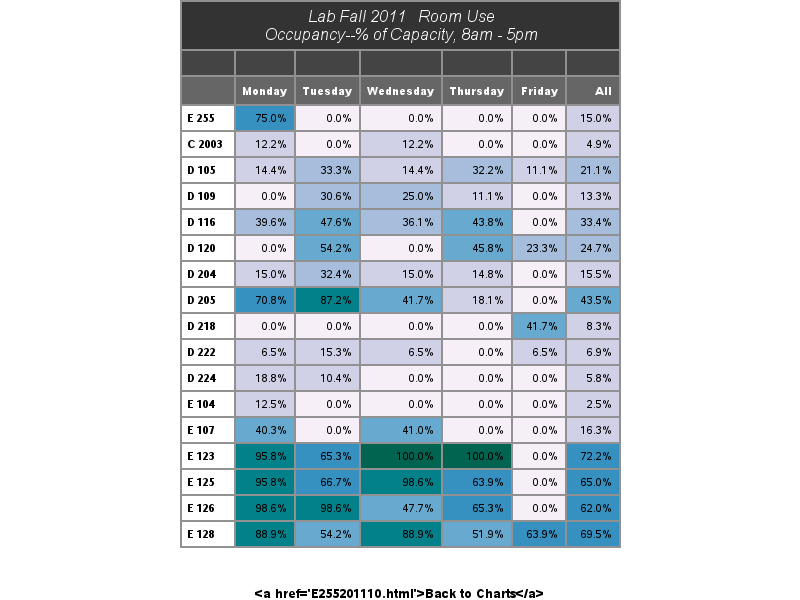 Lab Fall 2011 Room Use
Occupancy--% of Capacity, 8am - 5pm
Monday Tuesday Wednesday Thursday Friday All
E 255 75.0% 0.0% 0.0% 0.0% 0.0% 15.0%
C 2003 12.2% 0.0% 12.2% 0.0% 0.0% 4.9%
D 105 14.4% 33.3% 14.4% 32.2% 11.1% 21.1%
D 109 0.0% 30.6% 25.0% 11.1% 0.0% 13.3%
D 116 39.6% 47.6% 36.1% 43.8% 0.0% 33.4%
D 120 0.0% 54.2% 0.0% 45.8% 23.3% 24.7%
D 204 15.0% 32.4% 15.0% 14.8% 0.0% 15.5%
D 205 70.8% 87.2% 41.7% 18.1% 0.0% 43.5%
D 218 0.0% 0.0% 0.0% 0.0% 41.7% 8.3%
D 222 6.5% 15.3% 6.5% 0.0% 6.5% 6.9%
D 224 18.8% 10.4% 0.0% 0.0% 0.0% 5.8%
E 104 12.5% 0.0% 0.0% 0.0% 0.0% 2.5%
E 107 40.3% 0.0% 41.0% 0.0% 0.0% 16.3%
E 123 95.8% 65.3% 100.0% 100.0% 0.0% 72.2%
E 125 95.8% 66.7% 98.6% 63.9% 0.0% 65.0%
E 126 98.6% 98.6% 47.7% 65.3% 0.0% 62.0%
E 128 88.9% 54.2% 88.9% 51.9% 63.9% 69.5%
<a href='E255201110.html'>Back to Charts</a>